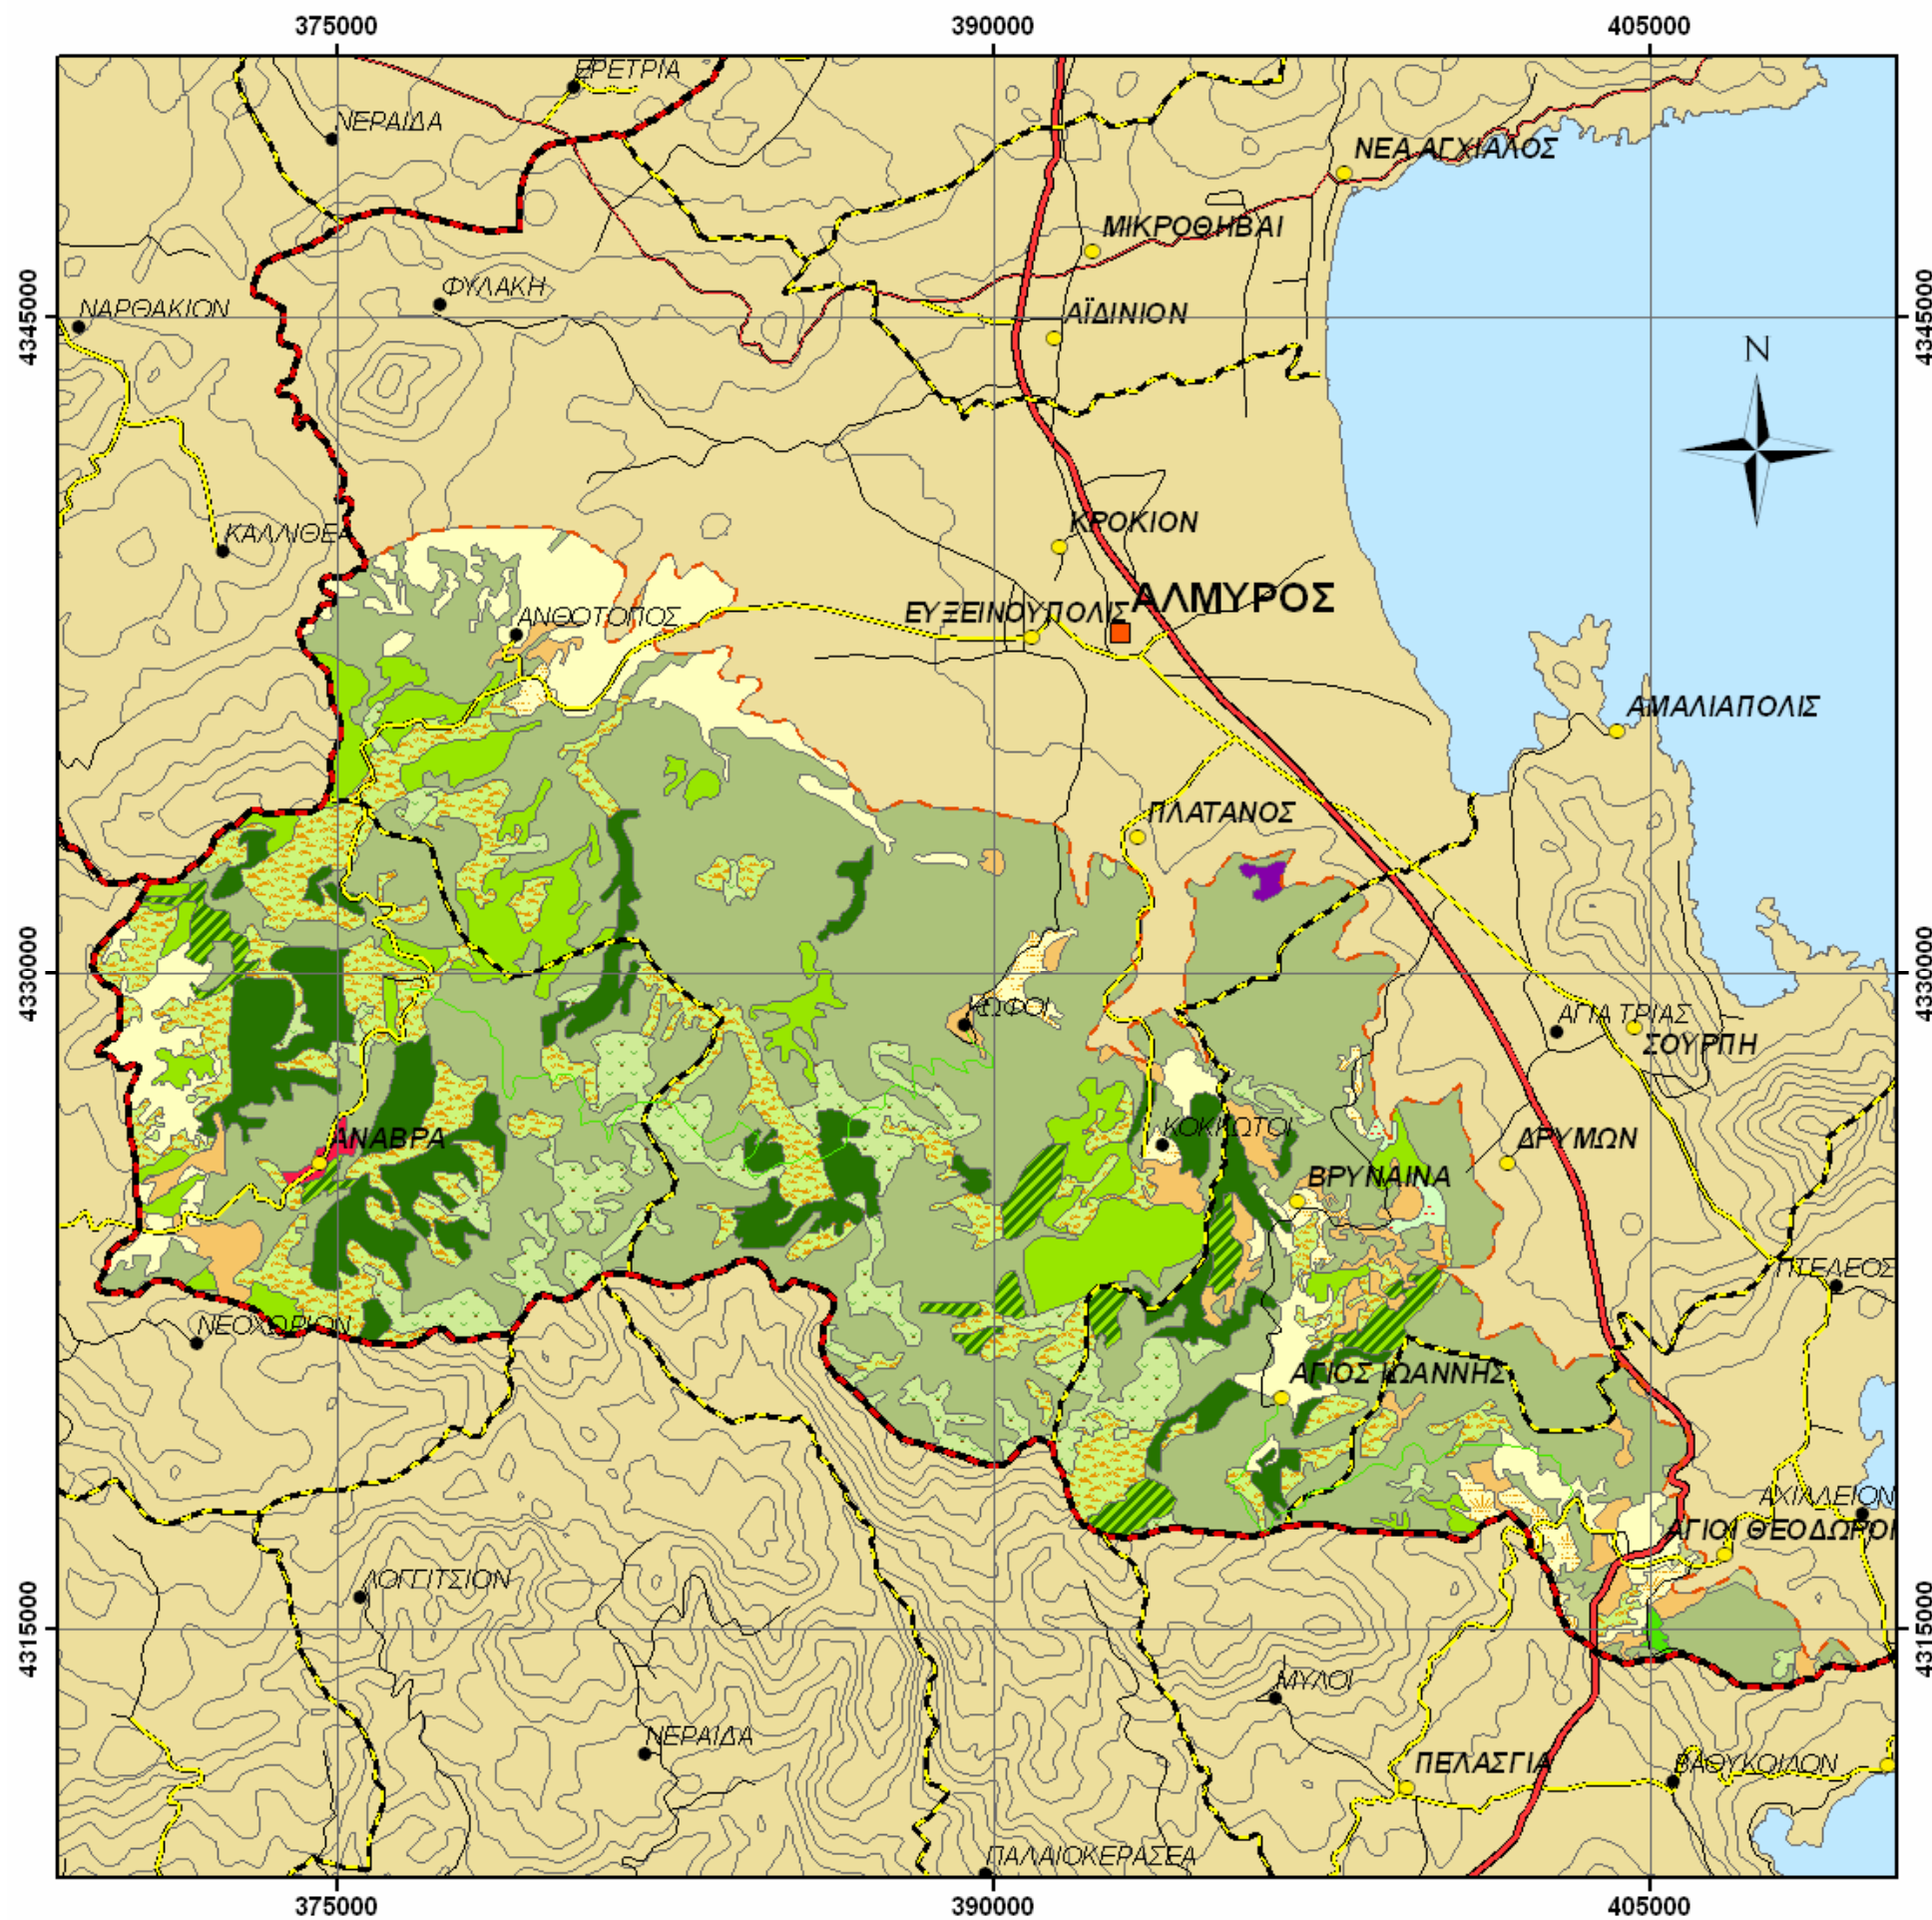 375000
390000
405000
ΕΡΕΤΡΙΑ
ΝΕΡΑΙΔΑ
ΝΕΑ ΑΓΧΙΑΛΟΣ
ΜΙΚΡΟΘΗΒΑΙ
ΦΥΛΑΚΗ
ΝΑΡΘΑΚΙΟΝ
ΑΪΔΙΝΙΟΝ
4345000
4345000
N
ΚΑΛΛΙΘΕΑ
ΚΡΟΚΙΟΝ
ΑΛΜΥΡΟΣ
ΕΥΞΕΙΝΟΥΠΟΛΙΣ
ΑΝΘΟΤΟΠΟΣ
ΑΜΑΛΙΑΠΟΛΙΣ
ΠΛΑΤΑΝΟΣ
4330000
4330000
ΚΩΦΟΙ
ΑΓΙΑ ΤΡΙΑΣ
ΣΟΥΡΠΗ
ΑΝΑΒΡΑ
ΚΟΚΚΩΤΟΙ
ΔΡΥΜΩΝ
ΒΡΥΝΑΙΝΑ
ΠΤΕΛΕΟΣ
ΝΕΟΧΩΡΙΟΝ
ΑΓΙΟΣ ΙΩΑΝΝΗΣ
ΑΧΙΛΛΕΙΟΝ
ΑΓΙΟΙ ΘΕΟΔΩΡΟΙ
ΛΟΓΓΙΤΣΙΟΝ
4315000
4315000
ΜΥΛΟΙ
ΝΕΡΑΙΔΑ
ΠΕΛΑΣΓΙΑ
ΒΑΘΥΚΟΙΛΟΝ
ΠΑΛΑΙΟΚΕΡΑΣΕΑ
375000
390000
405000